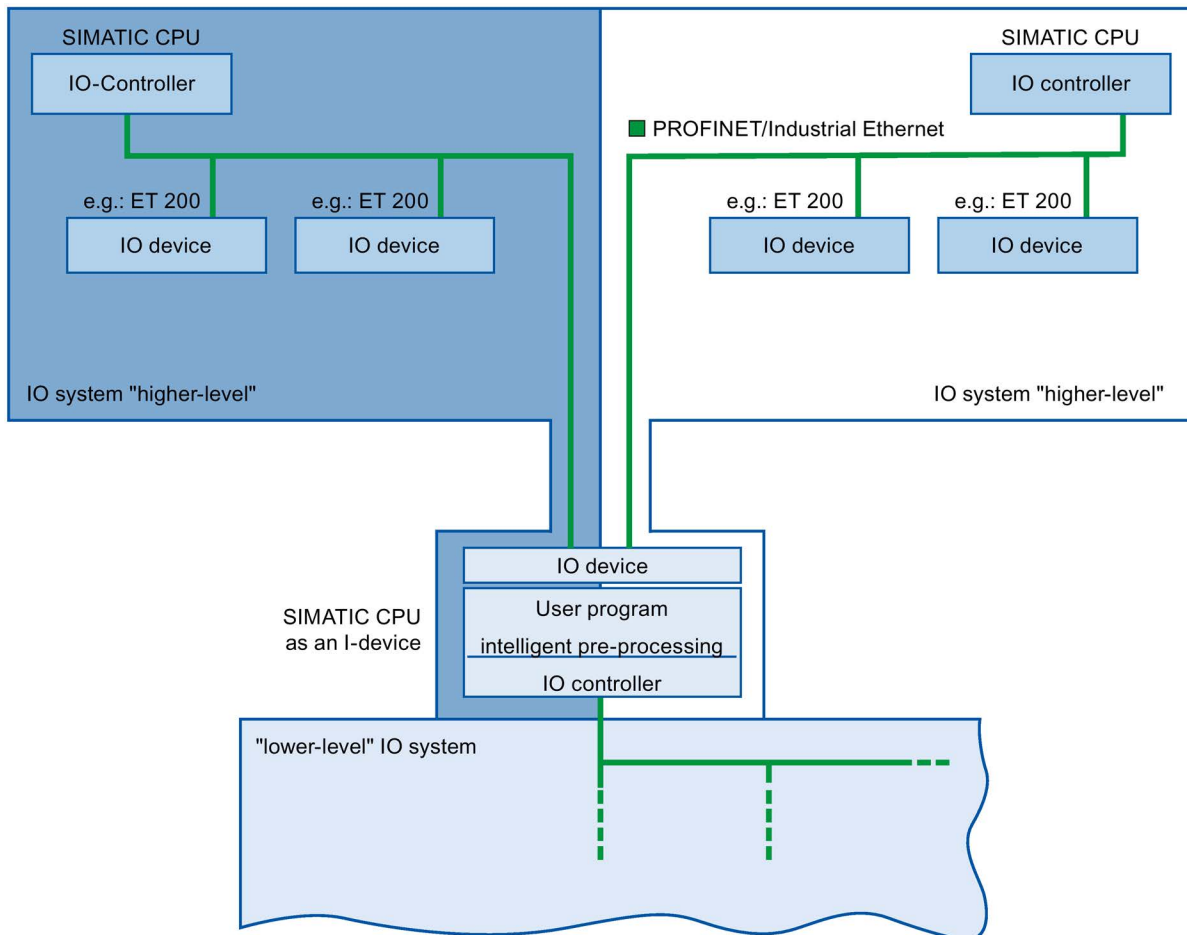 SIMATIC CPU
IO-Controller
e.g.: ET 200
e.g.: ET 200
IO device
IO device
IO system "higher-level"
SIMATIC CPU
IO controller
PROFINET/Industrial Ethernet
e.g.: ET 200
e.g.: ET 200
IO device
IO device
IO system "higher-level"
SIMATIC CPU
as an I-device
IO device
User program
intelligent pre-processing
IO controller
"lower-level" IO system